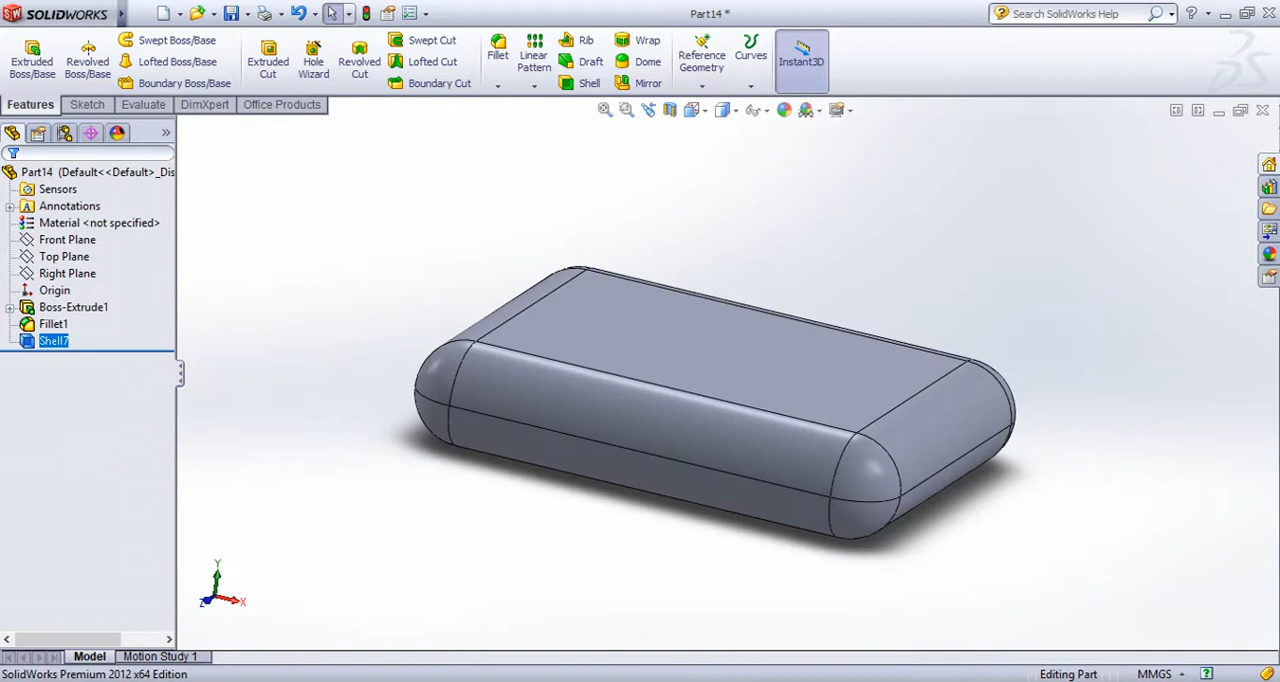 SOLIDWORKS
Part14 *
Search SolidWorks Help
Extruded Boss/Base
Revolved Boss/Base
Swept Boss/Base
Lofted Boss/Base
Boundary Boss/Base
Extruded Cut
Hole Wizard
Revolved Cut
Swept Cut
Lofted Cut
Boundary Cut
Fillet
Linear Pattern
Rib
Draft
Shell
Wrap
Dome
Mirror
Reference Geometry
Curves
Instant3D
Features Sketch Evaluate DimXpert Office Products
Part14 (Default<<Default>_Dis
Sensors
Annotations
Material <not specified>
Front Plane
Top Plane
Right Plane
Origin
Boss-Extrude1
Fillet1
Shell7
Y
Z X
Model Motion Study 1
SolidWorks Premium 2012 x64 Edition
Editing Part
MMGS